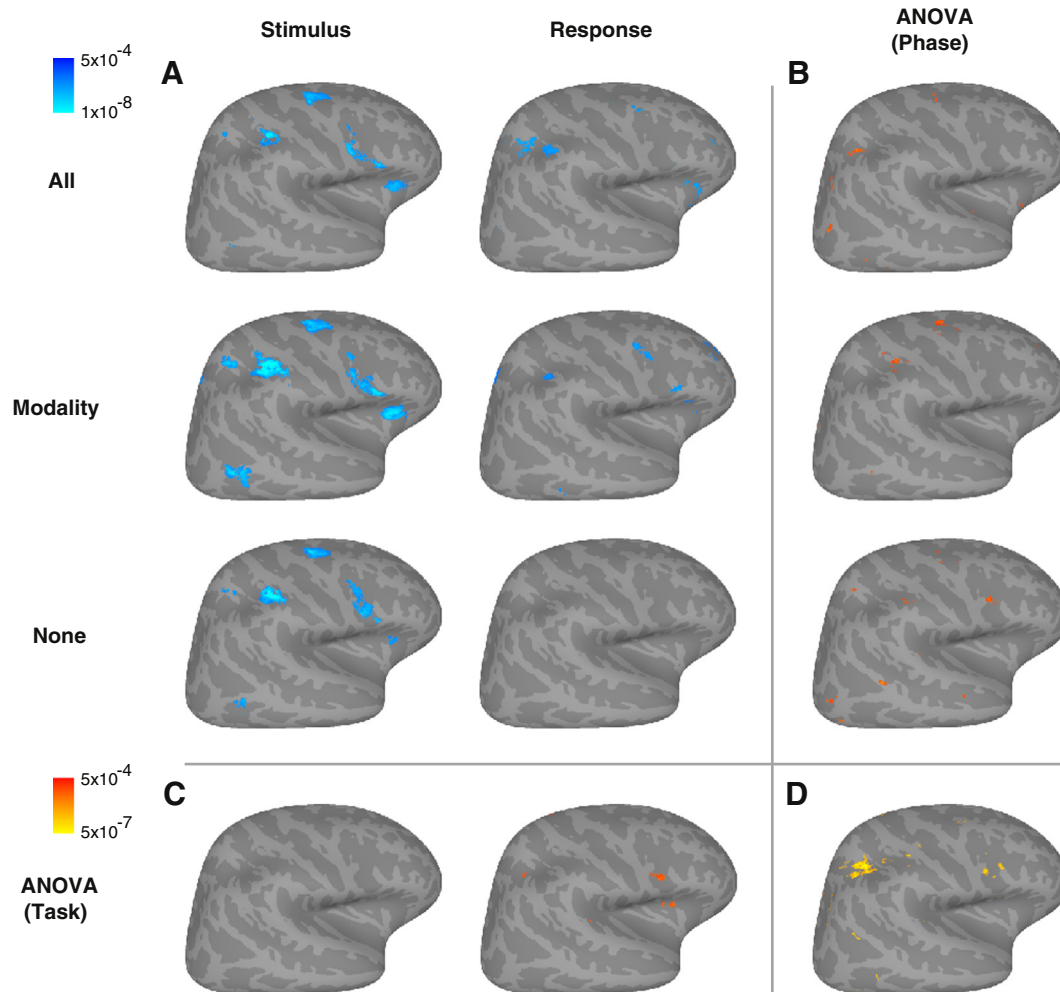 Stimulus
Response
ANOVA
(Phase)
5x10-4
1x10-8
A
B
All
Modality
None
5x10-4
5x10-7
C
D
ANOVA
(Task)